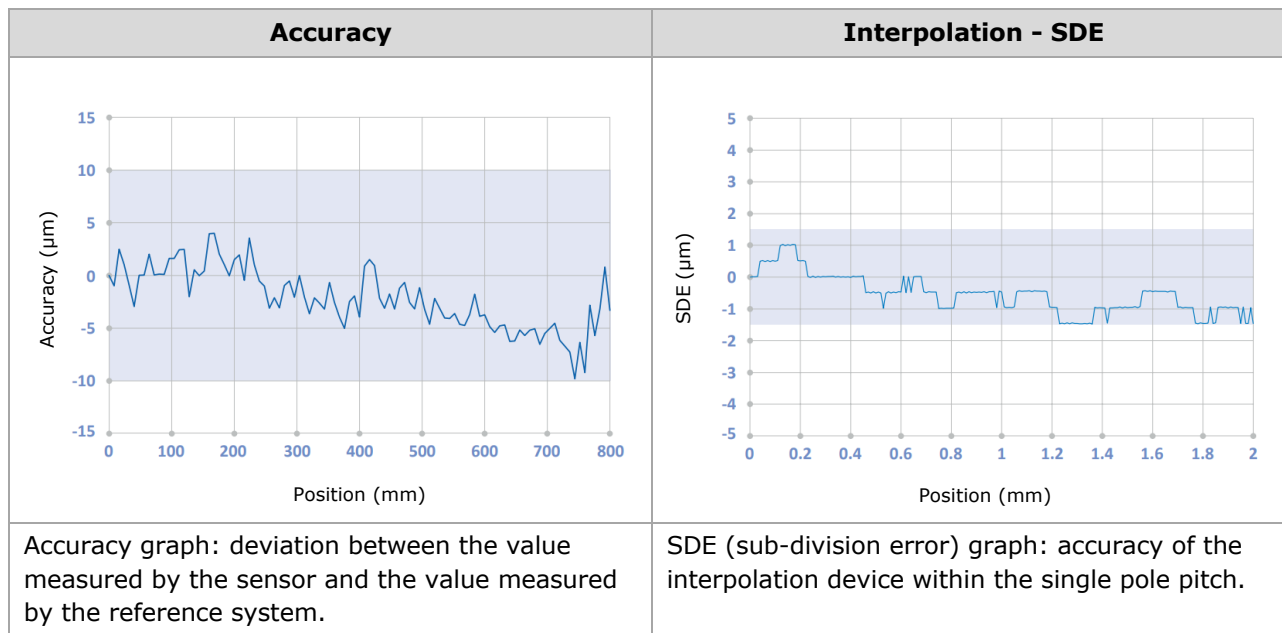 Accuracy
Interpolation - SDE
15
10
5
0
-5
-10
-15
Accuracy (μm)
0 100 200 300 400 500 600 700 800
Position (mm)
5
4
3
2
1
0
-1
-2
-3
-4
-5
SDE (μm)
0 0.2 0.4 0.6 0.8 1 1.2 1.4 1.6 1.8 2
Position (mm)
Accuracy graph: deviation between the value
measured by the sensor and the value measured
by the reference system.
SDE (sub-division error) graph: accuracy of the
interpolation device within the single pole pitch.